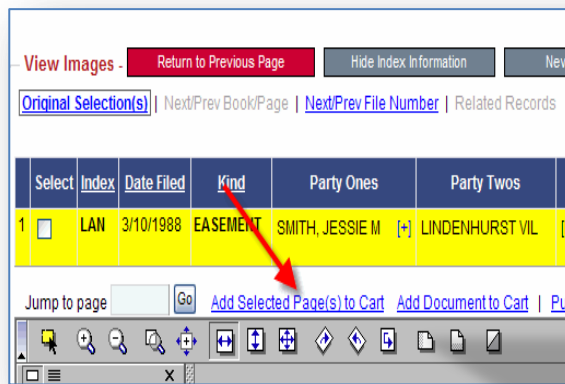 View Images - Return to Previous Page Hide Index Information
Original Selection(s) | Next/Prev Book/Page | Next/Prev File Number | Related Records
Select Index Date Filed Kind Party Ones Party Twos
1 LAN 3/10/1988 EASEMENT SMITH, JESSIE M [+] LINDENHURST VIL [
Jump to page Go Add Selected Page(s) to Cart Add Document to Cart |
X